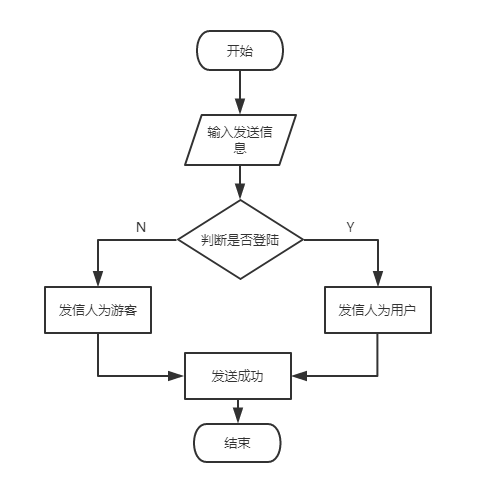 开始
输入发送信
息
判断是否登陆
N
Y
发信人为游客
发信人为用户
发送成功
结束